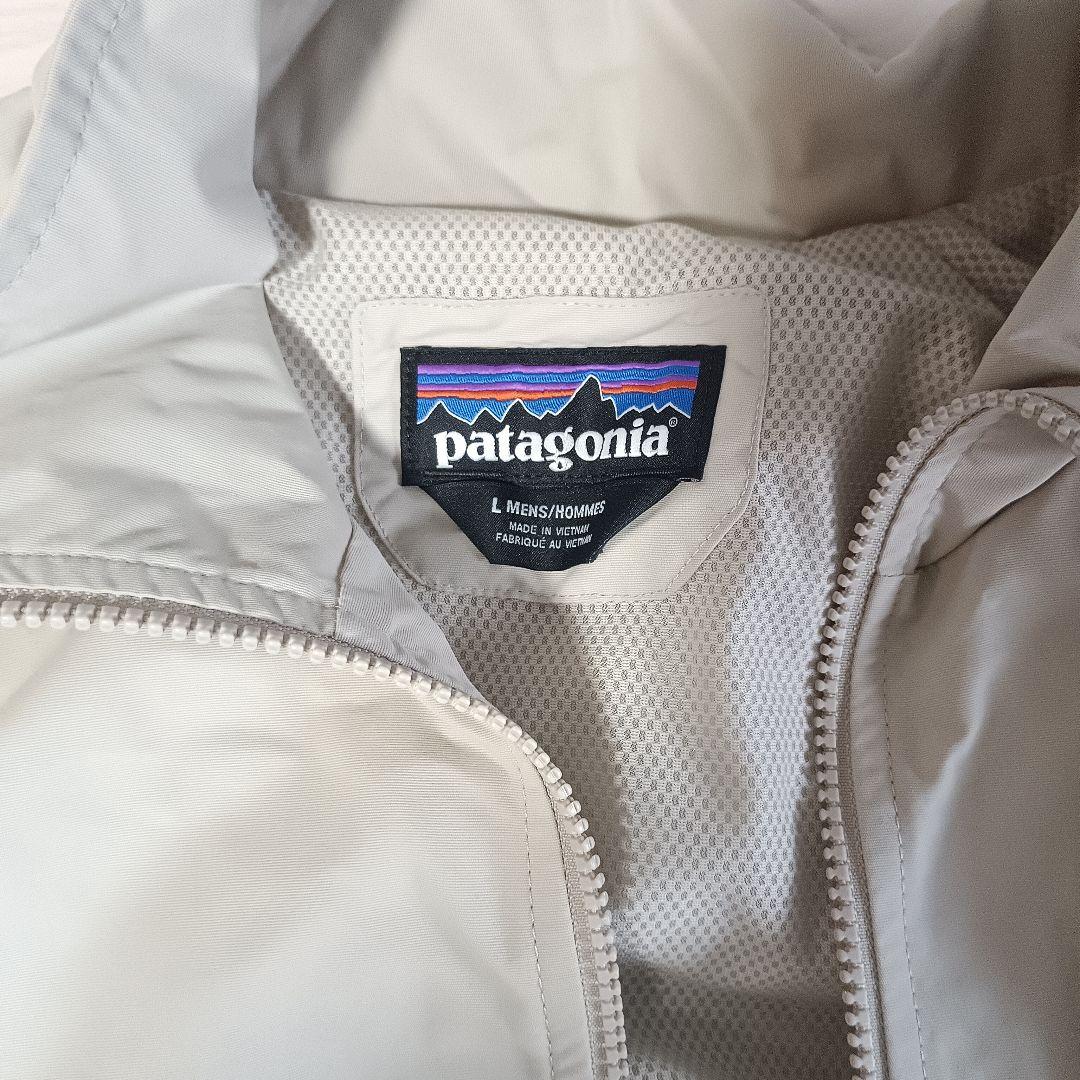 patagonia®
L MENS/HOMMES
MADE IN VIETNAM
FABRIQUÉ AU VIETNAM